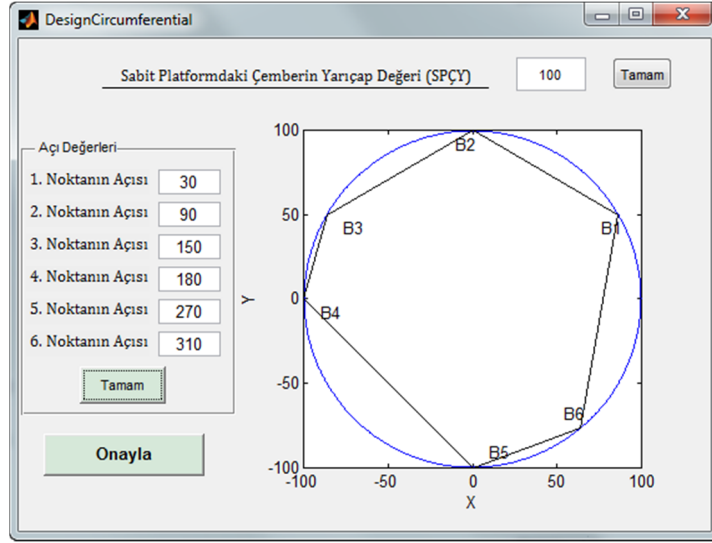 DesignCircumferential
Sabit Platformdaki Çemberin Yarıçap Değeri (SPÇY) 100 Tamam
Açı Değerleri
1. Noktanın Açısı 30
2. Noktanın Açısı 90
3. Noktanın Açısı 150
4. Noktanın Açısı 180
5. Noktanın Açısı 270
6. Noktanın Açısı 310
Tamam
Onayla
100
50
0
-50
-100
Y
B2
B1
B3
B4
B6
B5
-100 -50 0 50 100
X